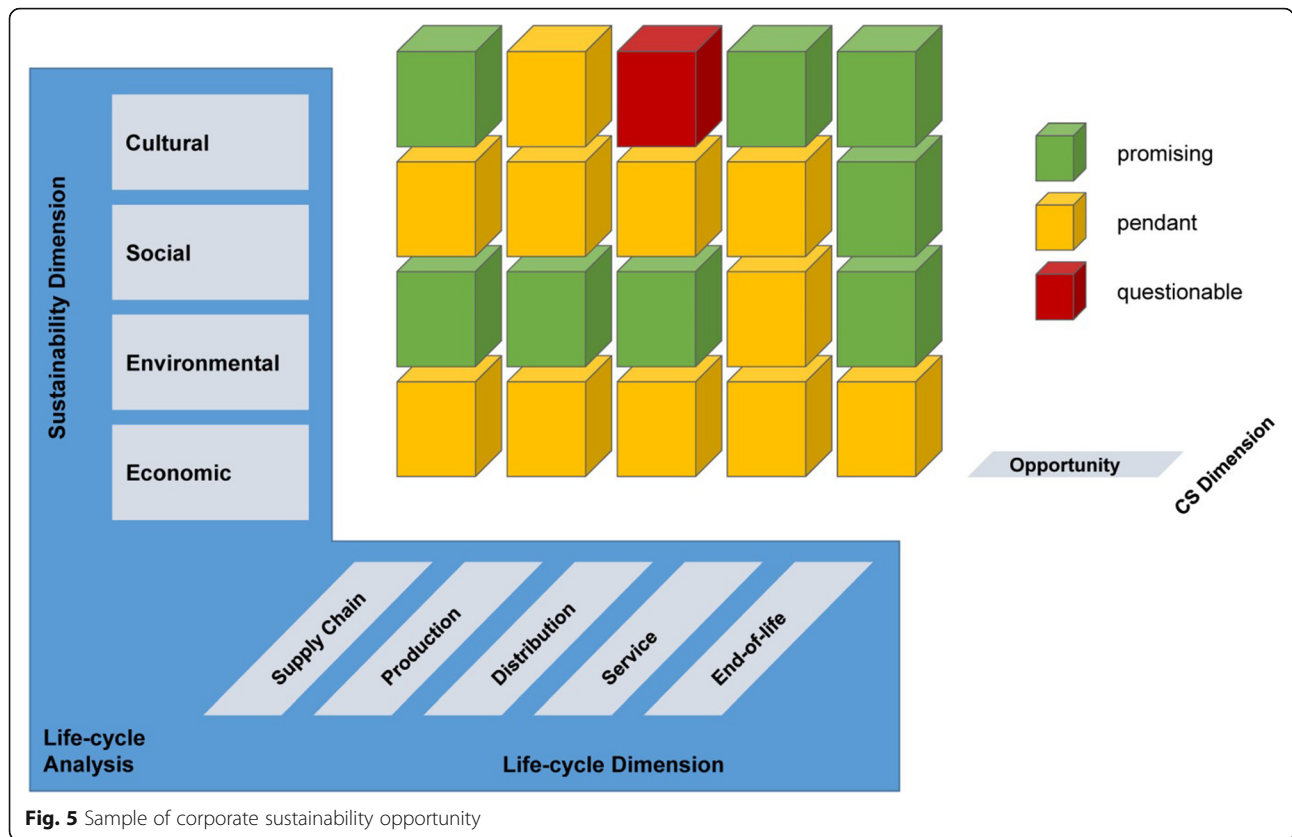 Sustainability Dimension
Cultural
Social
Environmental
Economic
promising
pendant
questionable
Opportunity
CS Dimension
Supply Chain
Production
Distribution
Service
End-of-life
Life-cycle
Analysis
Life-cycle Dimension
Fig. 5 Sample of corporate sustainability opportunity